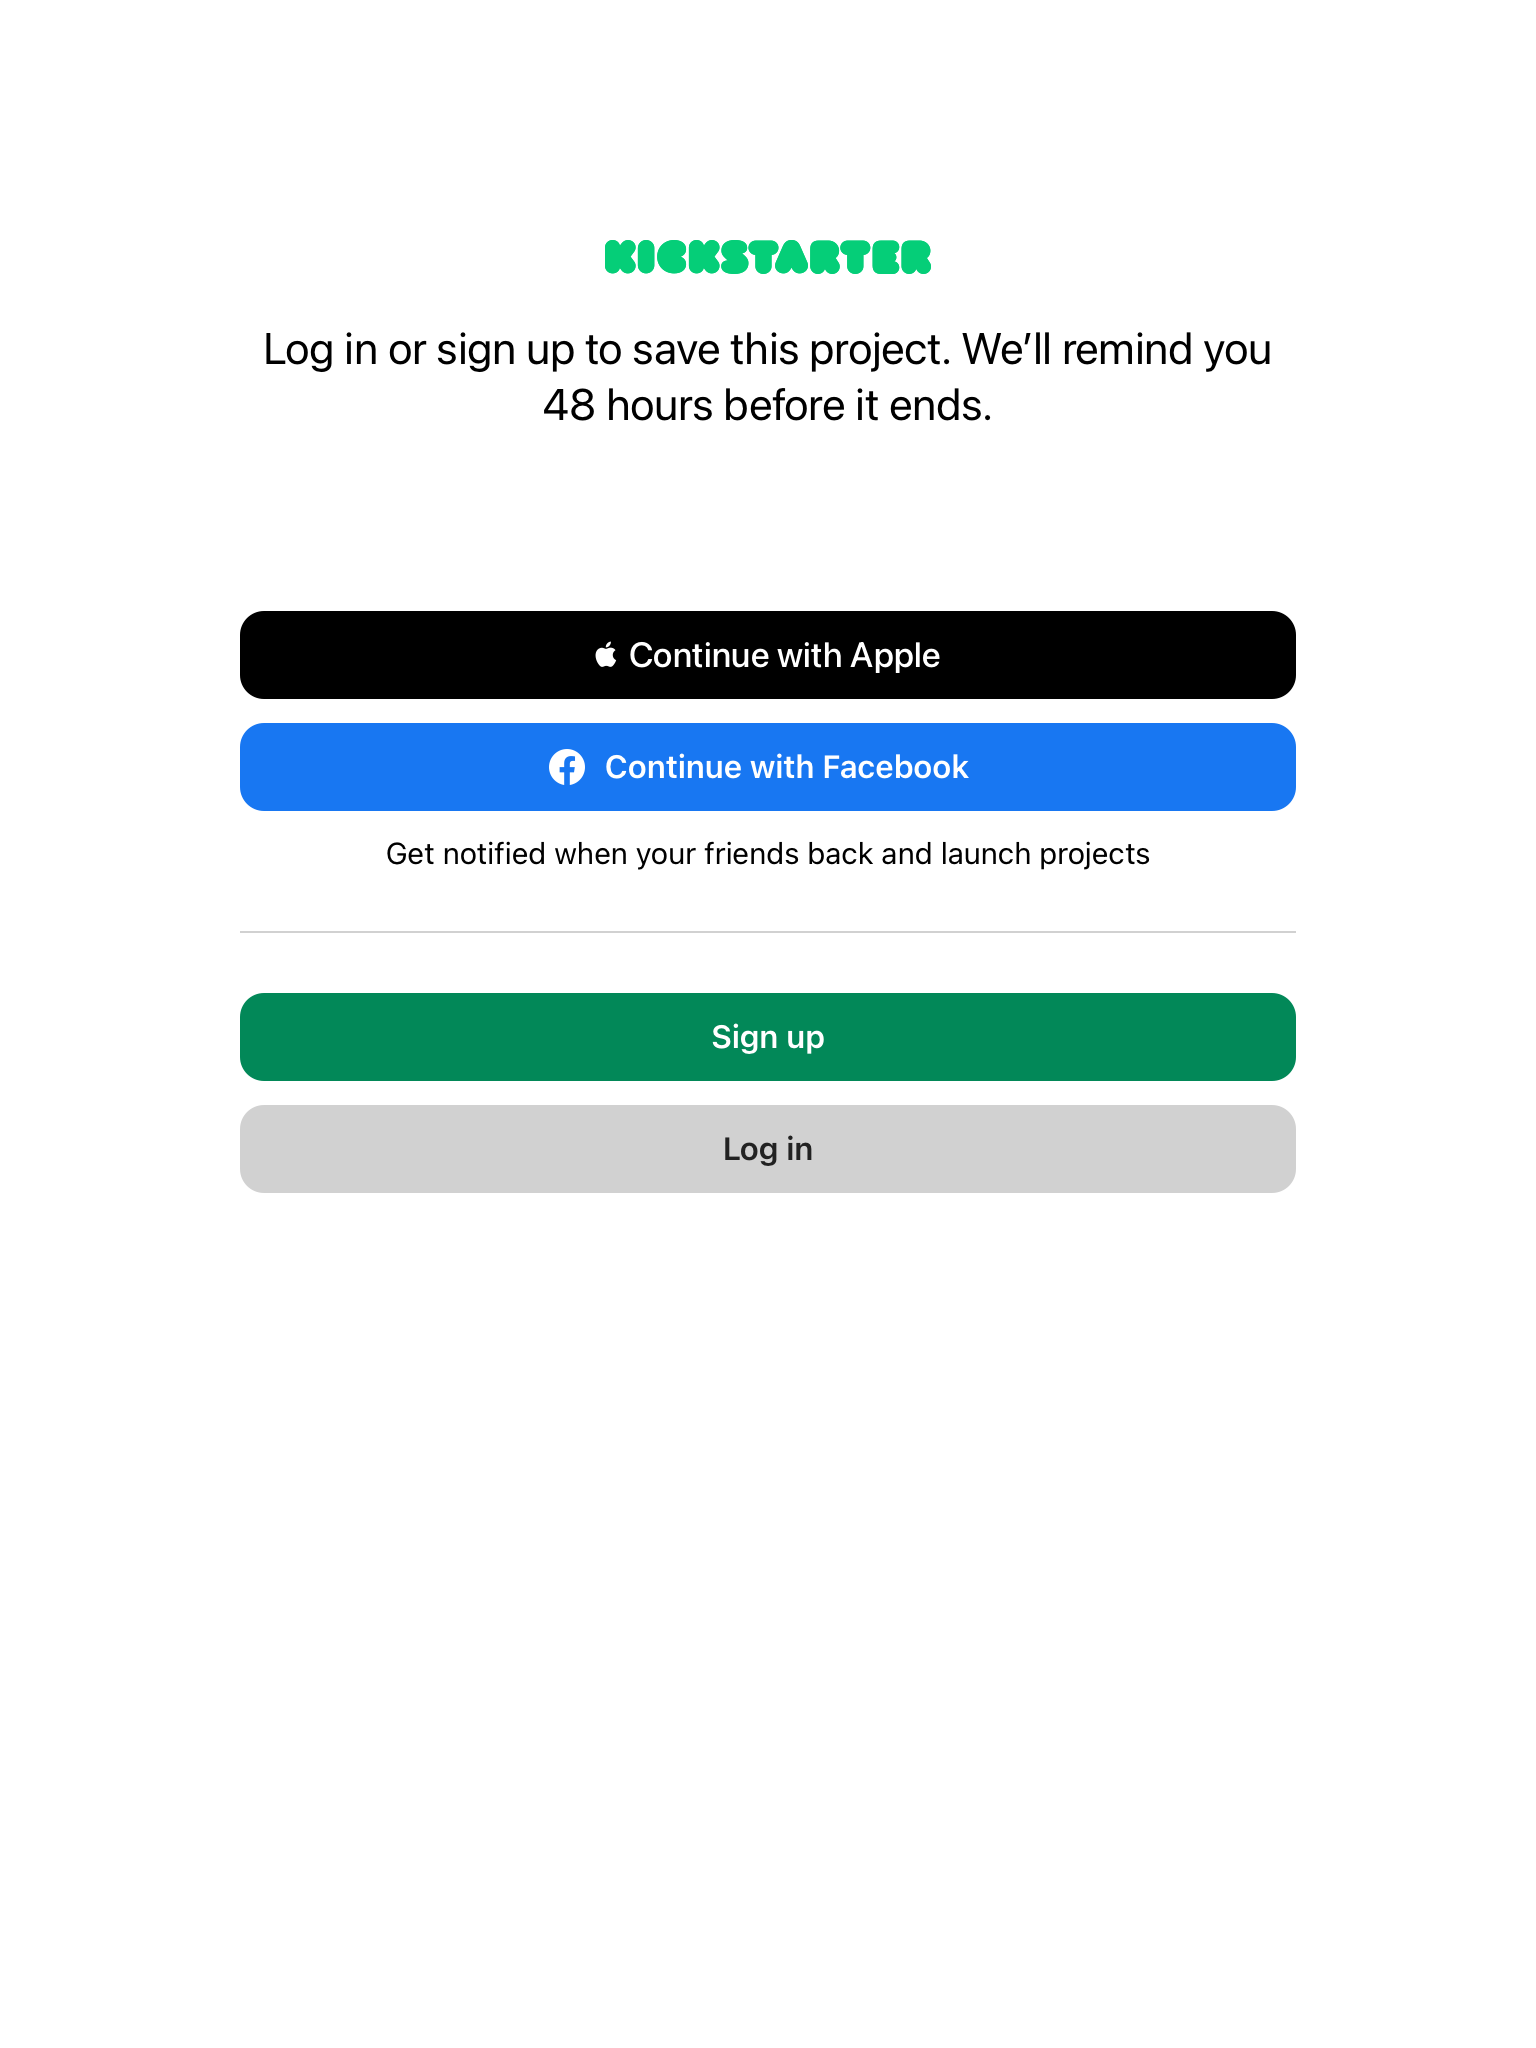 KICKSTARTER
Log in or sign up to save this project. We’ll remind you
48 hours before it ends.
Continue with Apple
Continue with Facebook
Get notified when your friends back and launch projects
Sign up
Log in